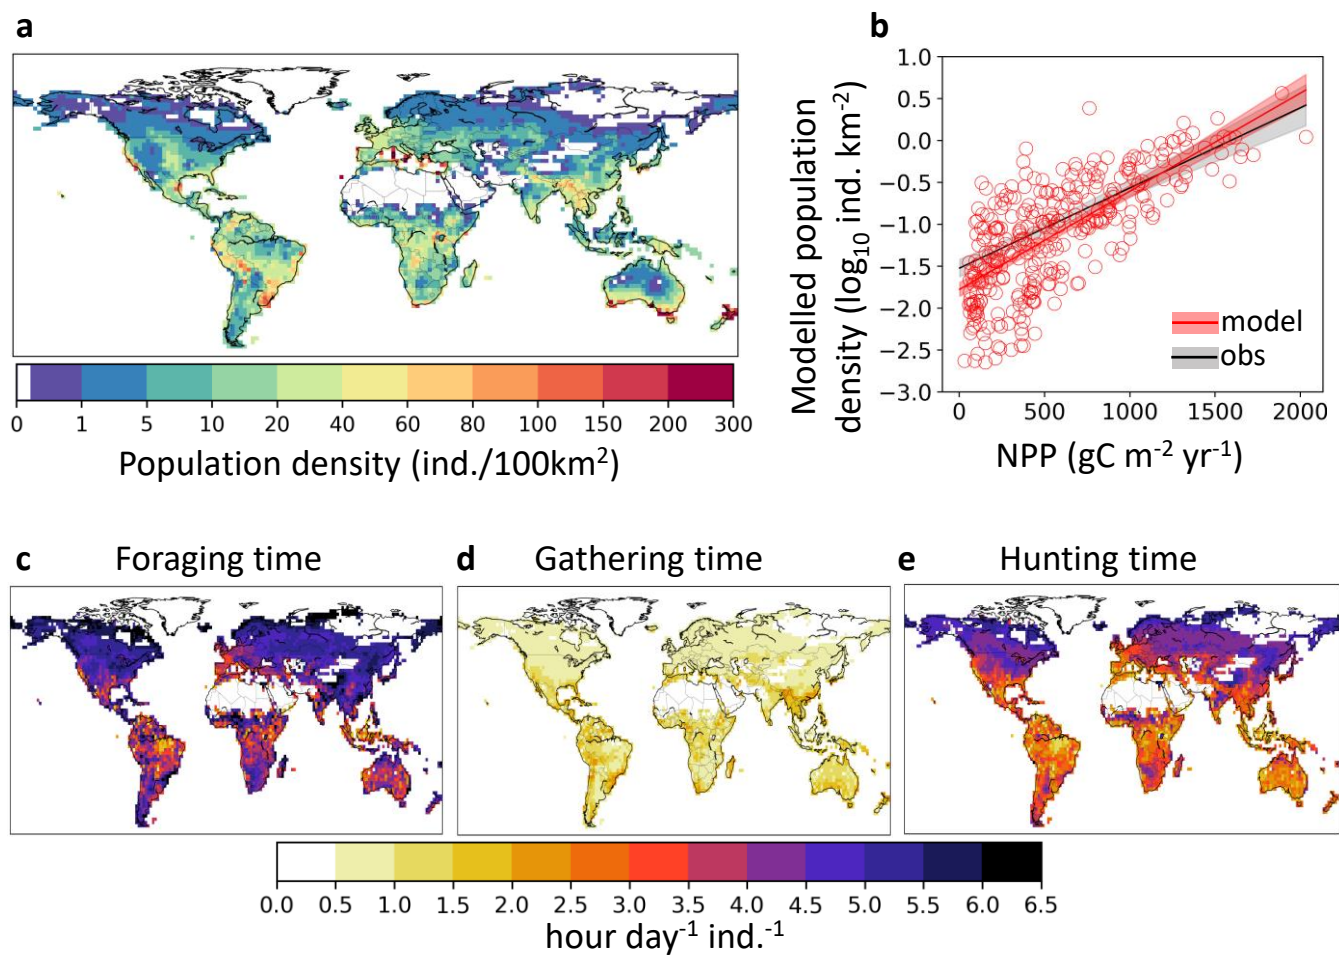 a
0 1 5 10 20 40 60 80 100 150 200 300
Population density (ind./100km²)
b
Modelled population
density (log₁₀ ind. km⁻²)
1.0
0.5
0.0
−0.5
−1.0
−1.5
−2.0
−2.5
−3.0
model
obs
0 500 1000 1500 2000
NPP (gC m⁻² yr⁻¹)
c Foraging time
d Gathering time
e Hunting time
0.0 0.5 1.0 1.5 2.0 2.5 3.0 3.5 4.0 4.5 5.0 5.5 6.0 6.5
hour day⁻¹ ind.⁻¹